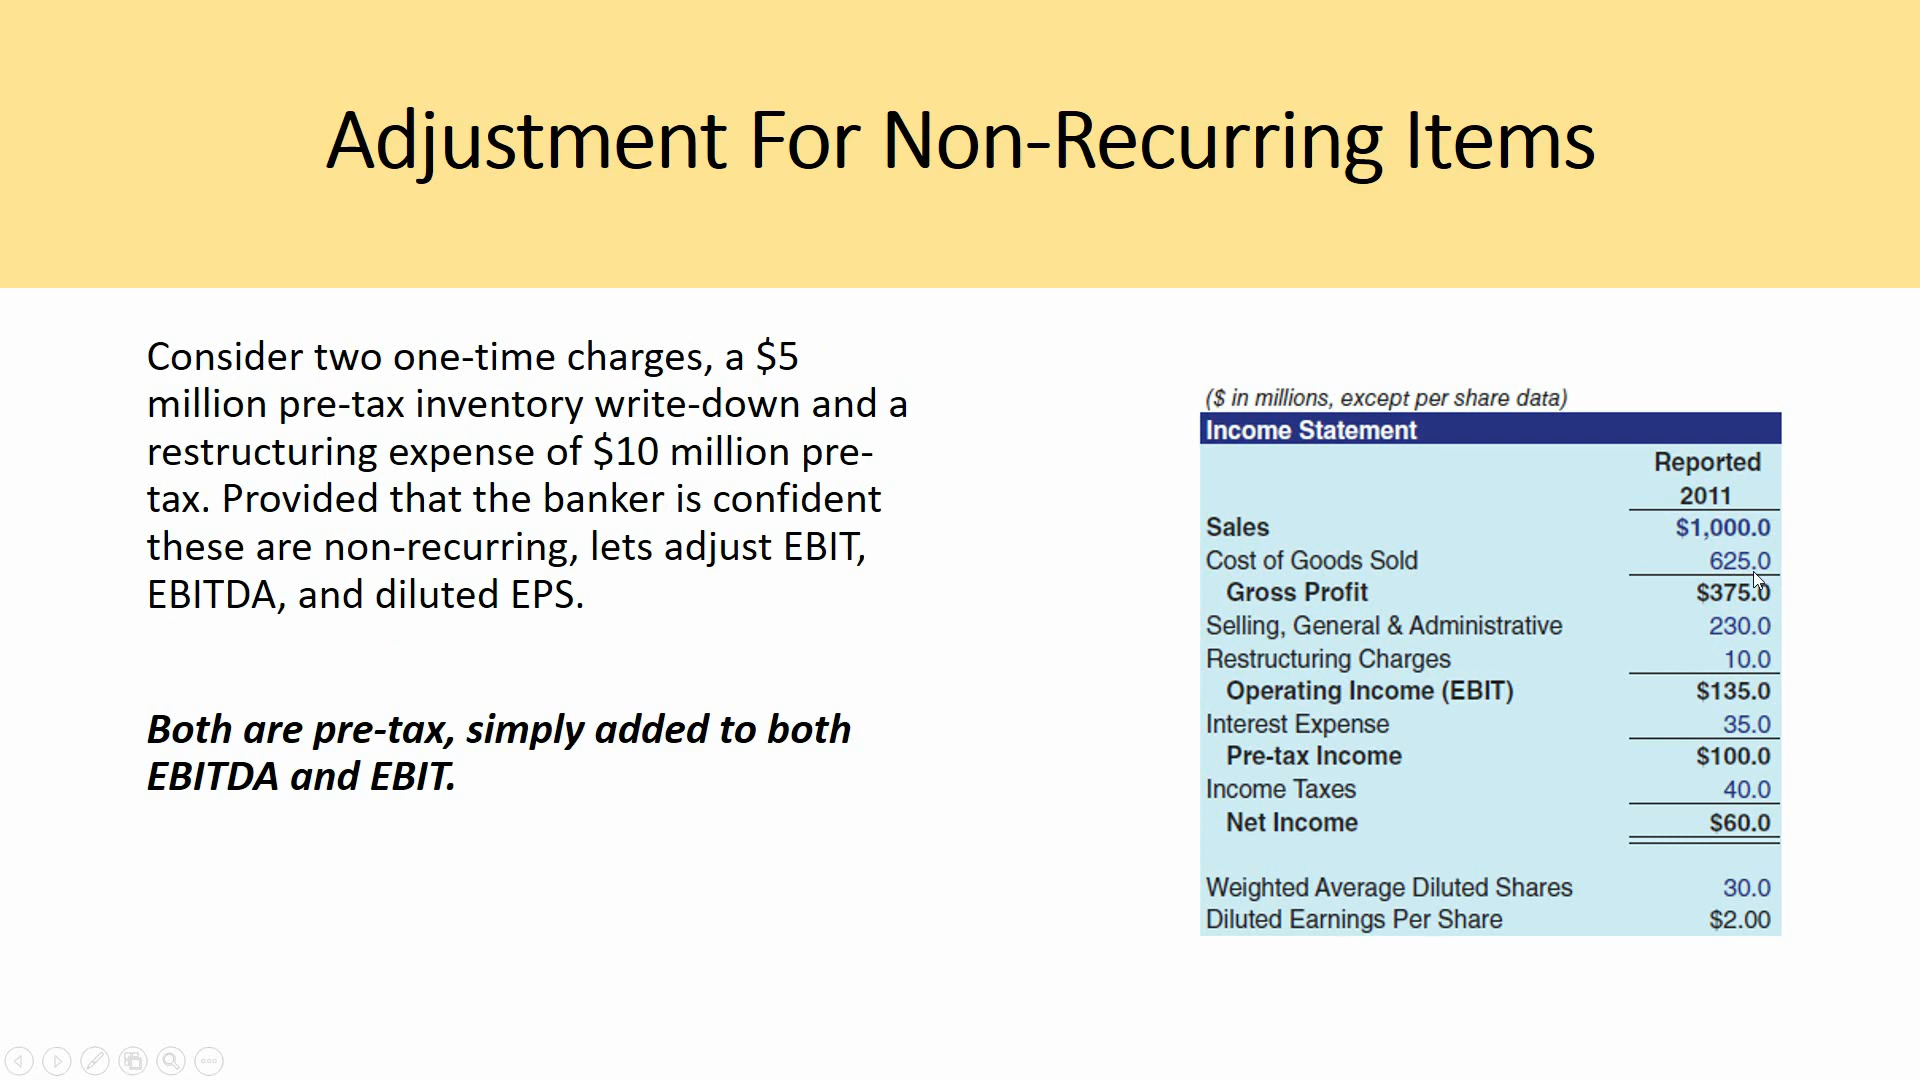 Adjustment For Non-Recurring Items
Consider two one-time charges, a $5
million pre-tax inventory write-down and a
restructuring expense of $10 million pre-
tax. Provided that the banker is confident
these are non-recurring, lets adjust EBIT,
EBITDA, and diluted EPS.
Both are pre-tax, simply added to both
EBITDA and EBIT.
($ in millions, except per share data)
Income Statement
Reported
2011
Sales $1,000.0
Cost of Goods Sold 625.0
Gross Profit $375.0
Selling, General & Administrative 230.0
Restructuring Charges 10.0
Operating Income (EBIT) $135.0
Interest Expense 35.0
Pre-tax Income $100.0
Income Taxes 40.0
Net Income $60.0
Weighted Average Diluted Shares 30.0
Diluted Earnings Per Share $2.00